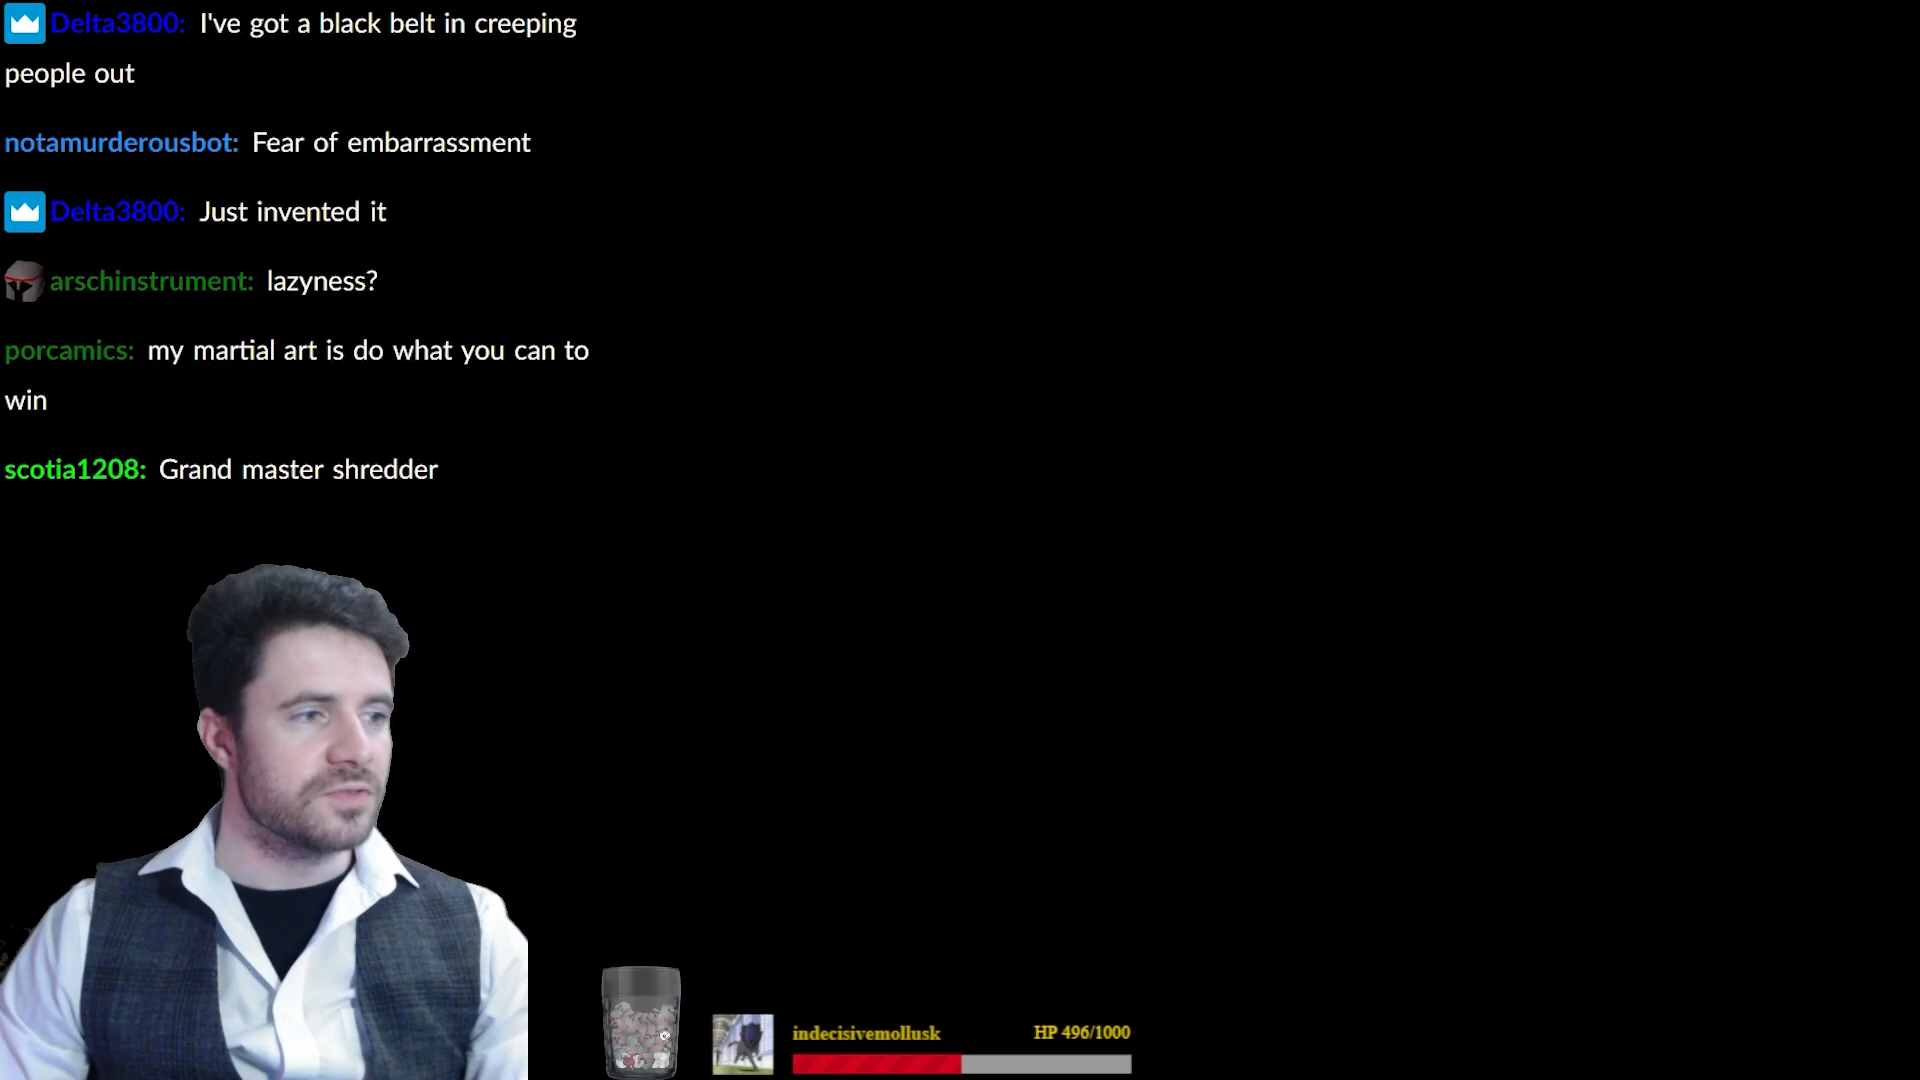 Delta3800: I've got a black belt in creeping
people out
notamurderousbot: Fear of embarrassment
Delta3800: Just invented it
arschinstrument: lazyness?
porcamics: my martial art is do what you can to
win
scotia1208: Grand master shredder
indecisivemollusk HP 496/1000